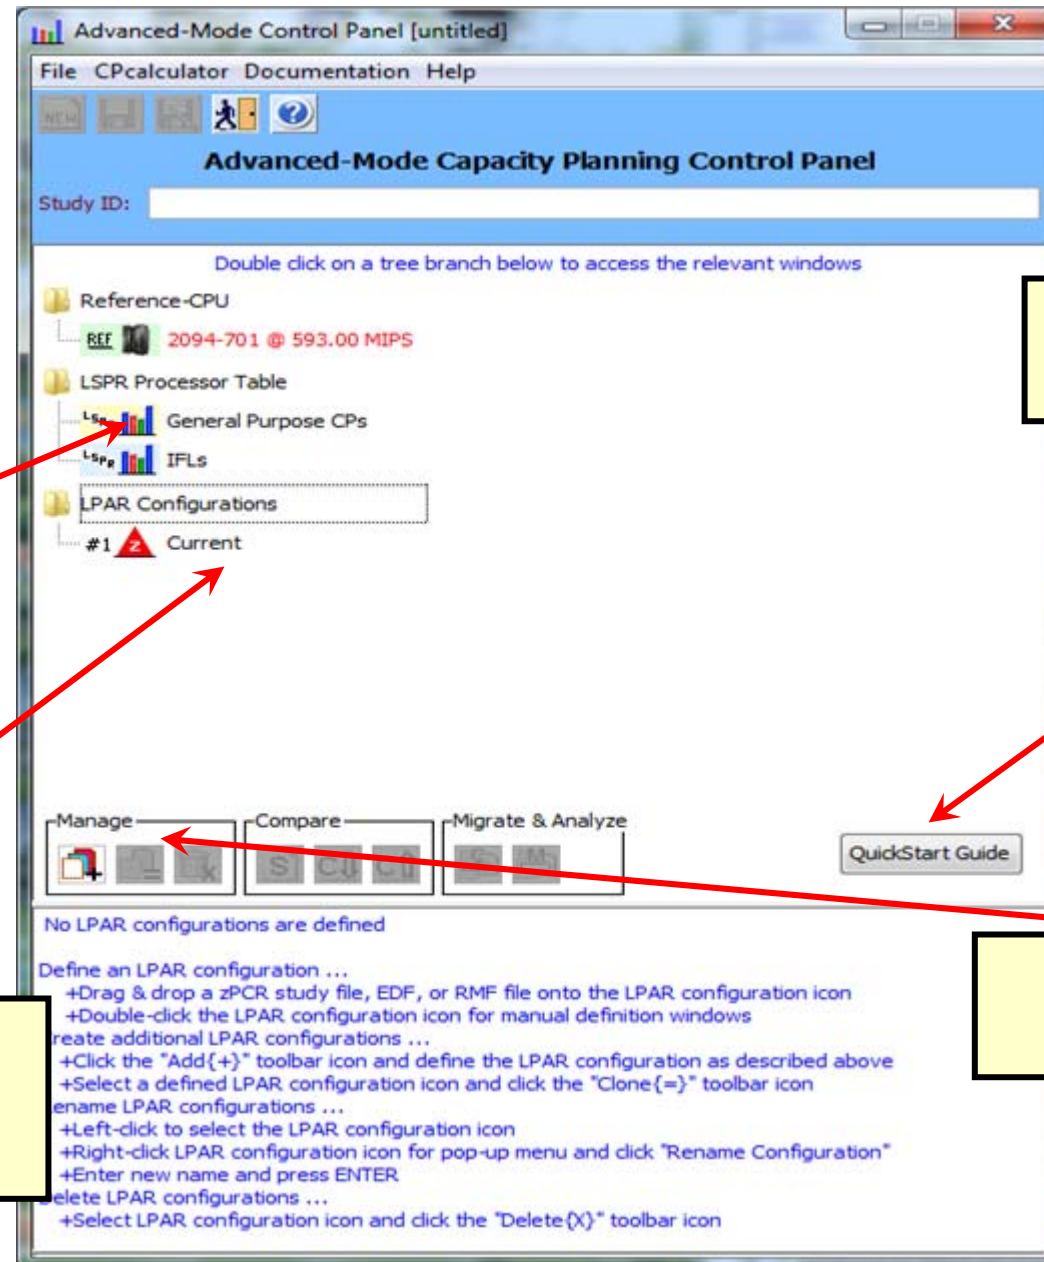 Advanced-Mode Control Panel [untitled]
File CPcalculator Documentation Help
NEW
Advanced-Mode Capacity Planning Control Panel
Study ID:
Double click on a tree branch below to access the relevant windows
Reference-CPU
REF 2094-701 @ 593.00 MIPS
LSPR Processor Table
General Purpose CPs
LSPR IFLs
LPAR Configurations
#1 Z Current
Manage Compare Migrate & Analyze
S C C
QuickStart Guide
No LPAR configurations are defined
Define an LPAR configuration ...
+Drag & drop a zPCR study file, EDF, or RMF file onto the LPAR configuration icon
+Double-click the LPAR configuration icon for manual definition windows
reate additional LPAR configurations ...
+Click the "Add{+}" toolbar icon and define the LPAR configuration as described above
+Select a defined LPAR configuration icon and click the "Clone{=}" toolbar icon
ename LPAR configurations ...
+Left-click to select the LPAR configuration icon
+Right-click LPAR configuration icon for pop-up menu and click "Rename Configuration"
+Enter new name and press ENTER
elete LPAR configurations ...
+Select LPAR configuration icon and click the "Delete{X}" toolbar icon